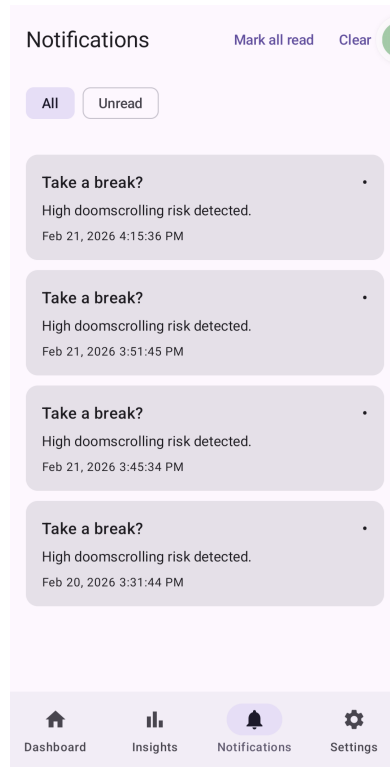 Notifications
Mark all read
Clear
All
Unread
Take a break?
High doomscrolling risk detected.
Feb 21, 2026 4:15:36 PM
Take a break?
High doomscrolling risk detected.
Feb 21, 2026 3:51:45 PM
Take a break?
High doomscrolling risk detected.
Feb 21, 2026 3:45:34 PM
Take a break?
High doomscrolling risk detected.
Feb 20, 2026 3:31:44 PM
Dashboard
Insights
Notifications
Settings